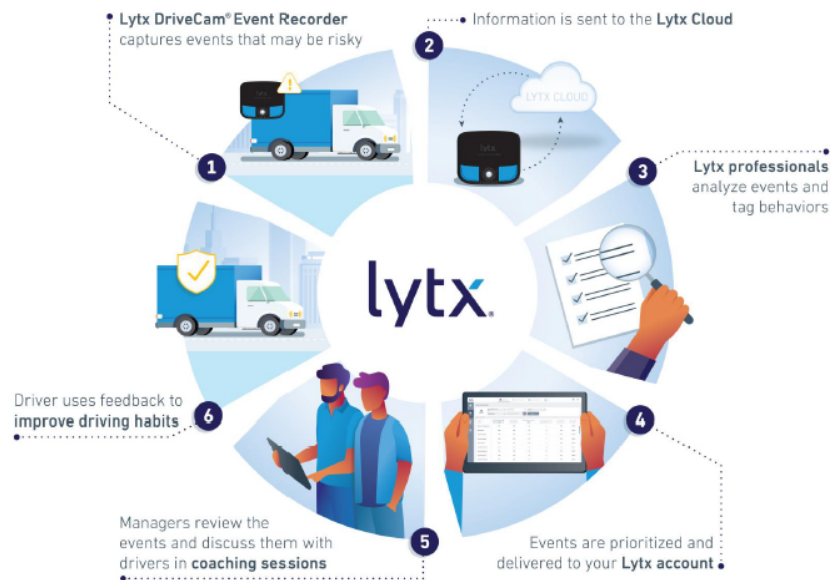 Lytx DriveCam® Event Recorder
captures events that may be risky
1
lytx
2
Information is sent to the Lytx Cloud
LYTX CLOUD
lytx
3
Lytx professionals
analyze events and
tag behaviors
lytx®
4
Events are prioritized and
delivered to your Lytx account
5
Managers review the
events and discuss them with
drivers in coaching sessions
6
Driver uses feedback to
improve driving habits